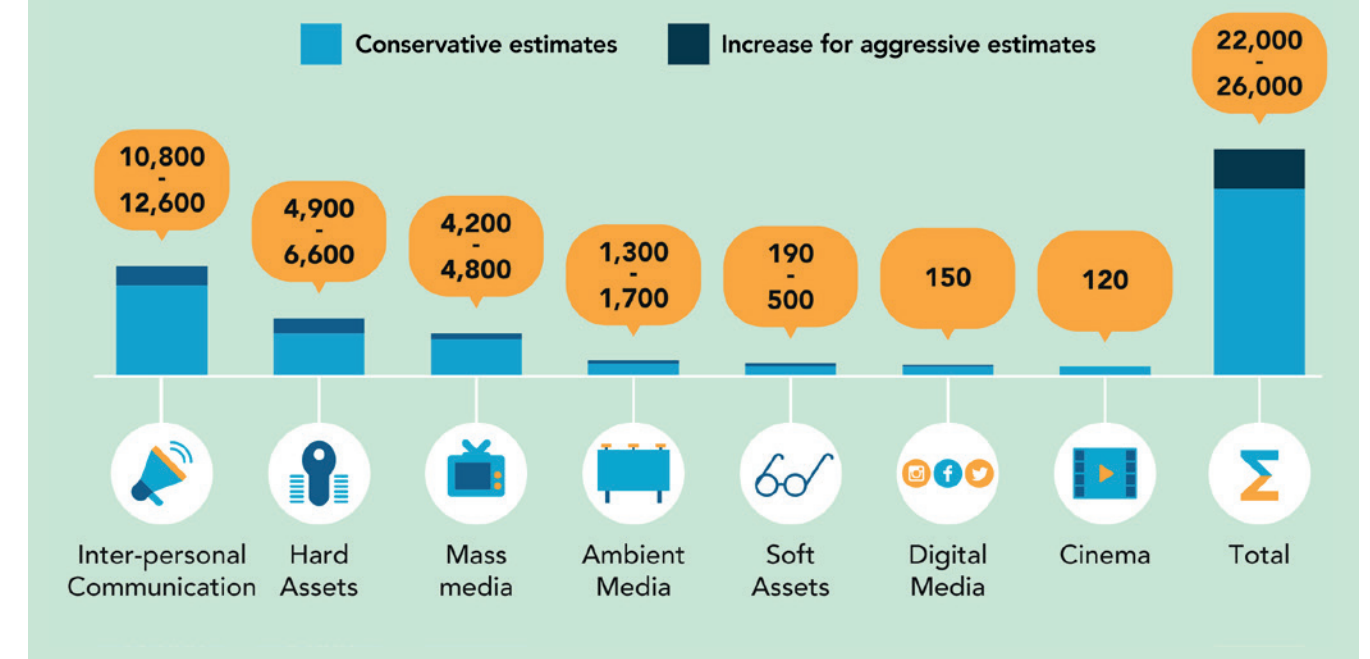 Conservative estimates
Increase for aggressive estimates
22,000
-
26,000
10,800
-
12,600
4,900
-
6,600
4,200
-
4,800
1,300
-
1,700
190
-
500
150
120
Inter-personal
Communication
Hard
Assets
Mass
media
Ambient
Media
Soft
Assets
Digital
Media
Cinema
Total